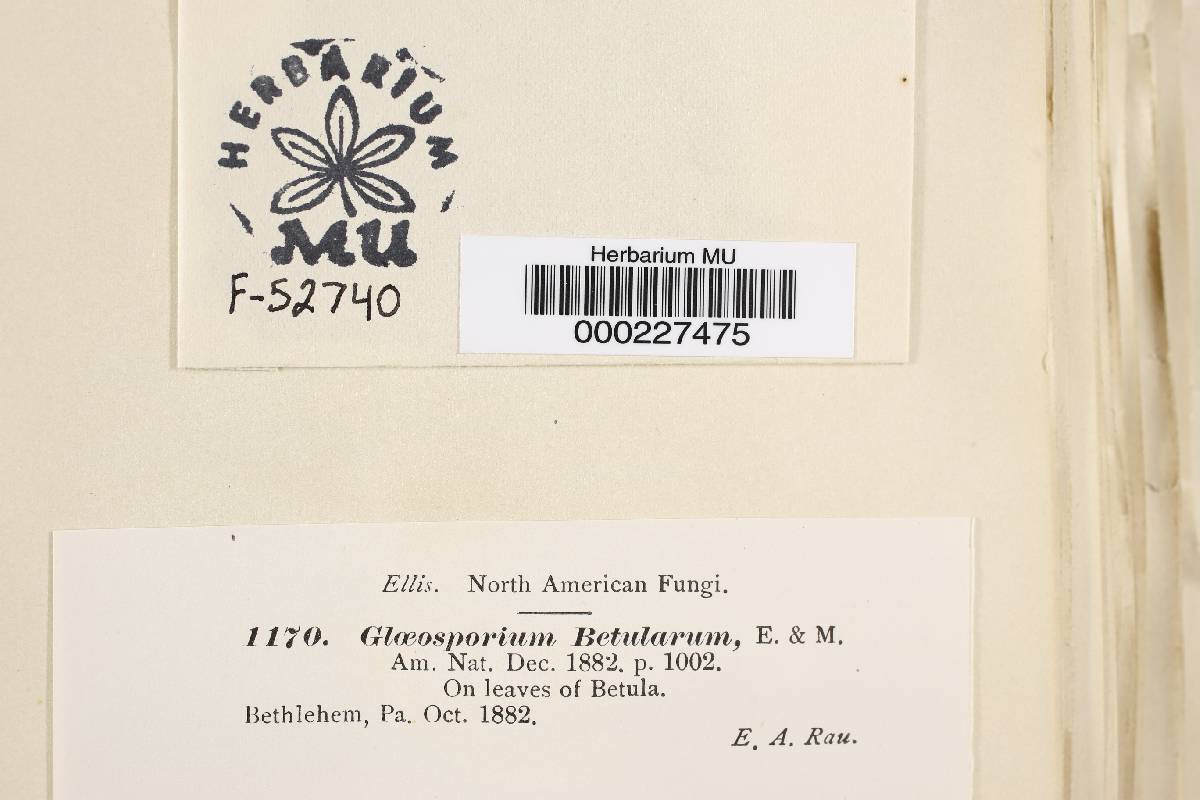 HERBARIUM
MU
F-52740
Herbarium MU
000227475
Ellis. North American Fungi.
1170. Glœosporium Betularum, E. & M.
Am. Nat. Dec. 1882. p. 1002.
On leaves of Betula.
Bethlehem, Pa. Oct. 1882.
E. A. Rau.